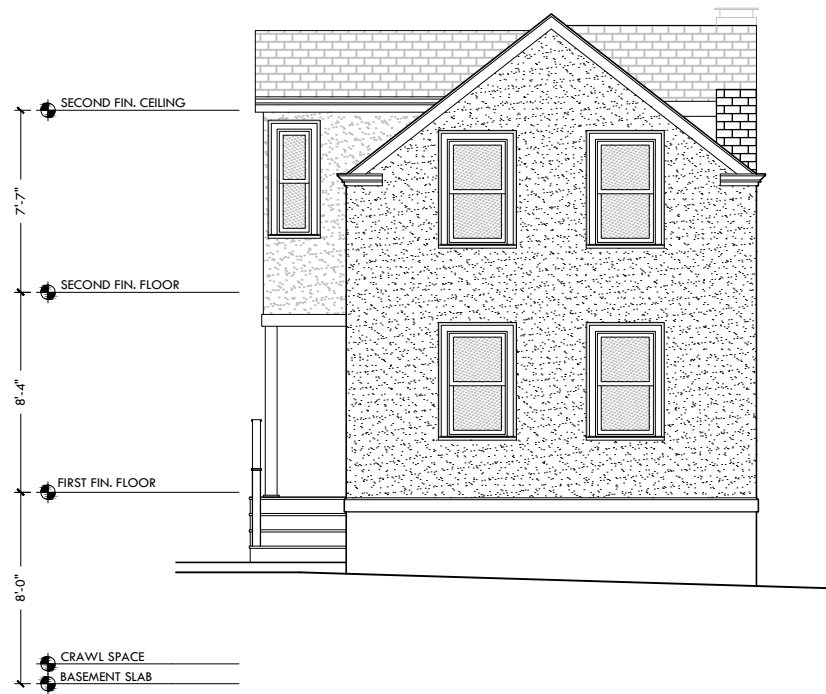 SECOND FIN. CEILING
7'-7"
SECOND FIN. FLOOR
8'-4"
FIRST FIN. FLOOR
8'-0"
CRAWL SPACE
BASEMENT SLAB